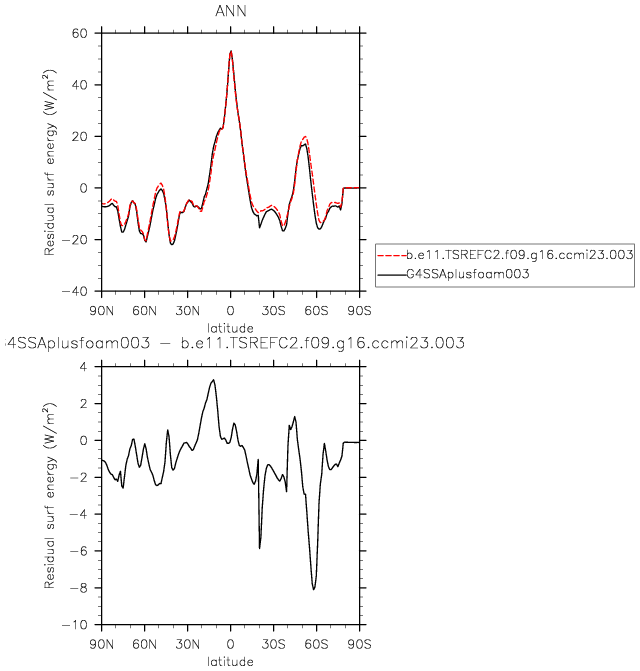 ANN
60
40
20
0
-20
-40
Residual surf energy (W/m²)
90N 60N 30N 0 30S 60S 90S
latitude
b.e11.TSREFC2.f09.g16.ccmi23.003
G4SSAplusfoam003
4SSAplusfoam003 - b.e11.TSREFC2.f09.g16.ccmi23.003
4
2
0
-2
-4
-6
-8
-10
Residual surf energy (W/m²)
90N 60N 30N 0 30S 60S 90S
latitude